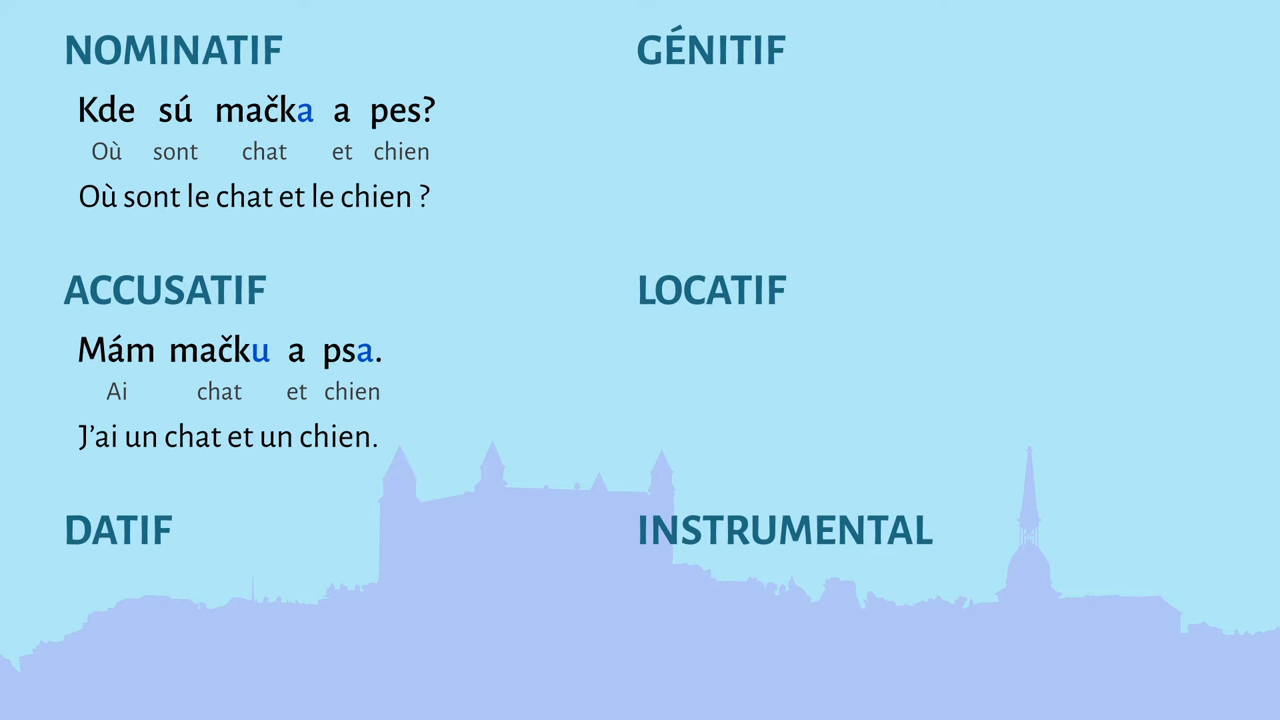 NOMINATIF
Kde sú mačka a pes?
Où sont chat et chien
Où sont le chat et le chien ?
ACCUSATIF
Mám mačku a psa.
Ai chat et chien
J’ai un chat et un chien.
DATIF
GÉNITIF
LOCATIF
INSTRUMENTAL